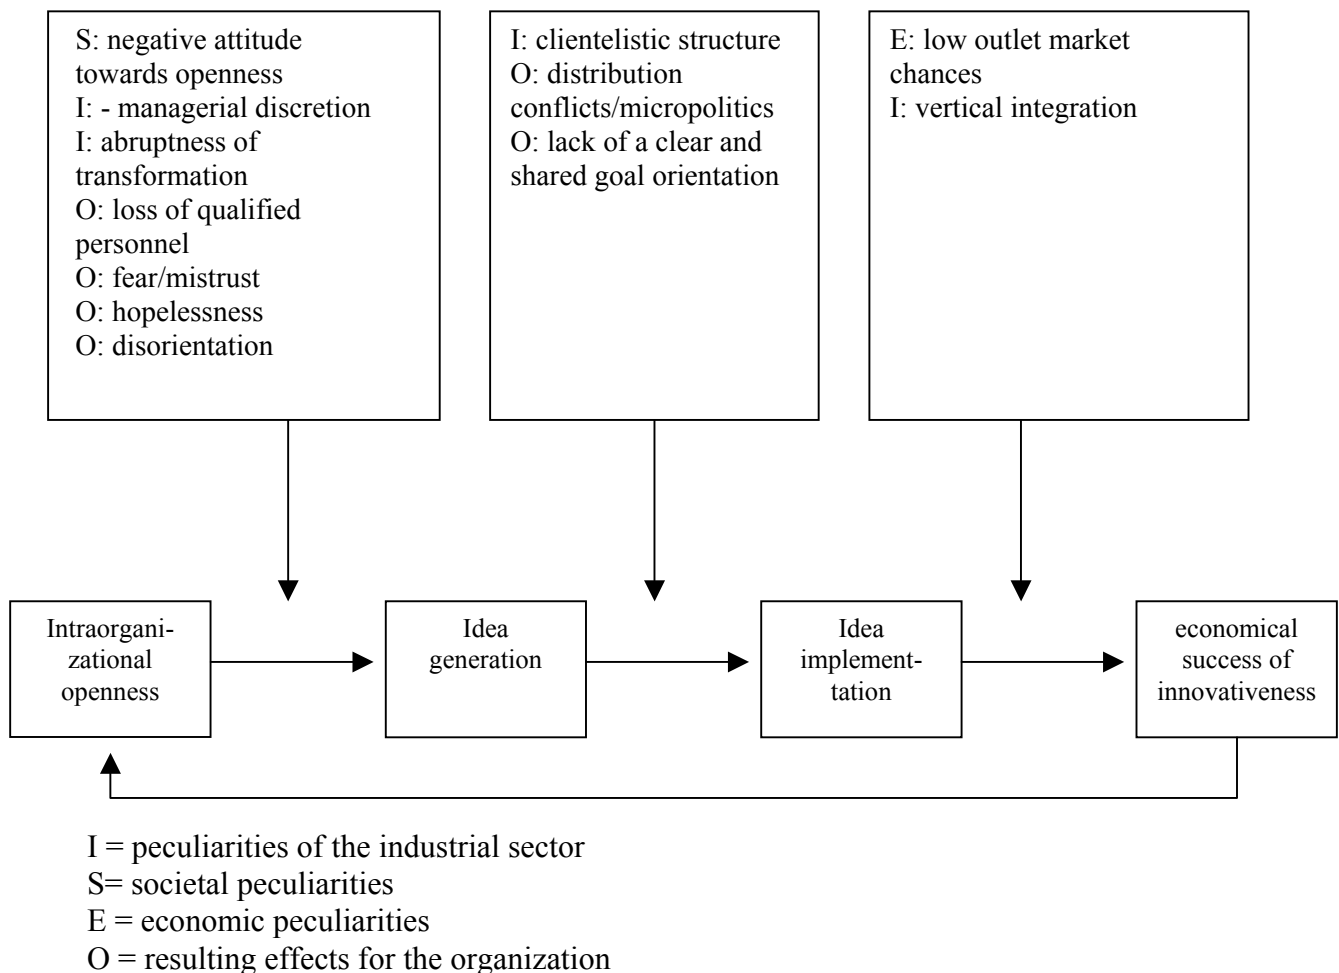 S: negative attitude
towards openness
I: - managerial discretion
I: abruptness of
transformation
O: loss of qualified
personnel
O: fear/mistrust
O: hopelessness
O: disorientation
I: clientelistic structure
O: distribution
conflicts/micropolitics
O: lack of a clear and
shared goal orientation
E: low outlet market
chances
I: vertical integration
Intraorgani-
zational
openness
Idea
generation
Idea
implement-
tation
economical
success of
innovativeness
I = peculiarities of the industrial sector
S= societal peculiarities
E = economic peculiarities
O = resulting effects for the organization